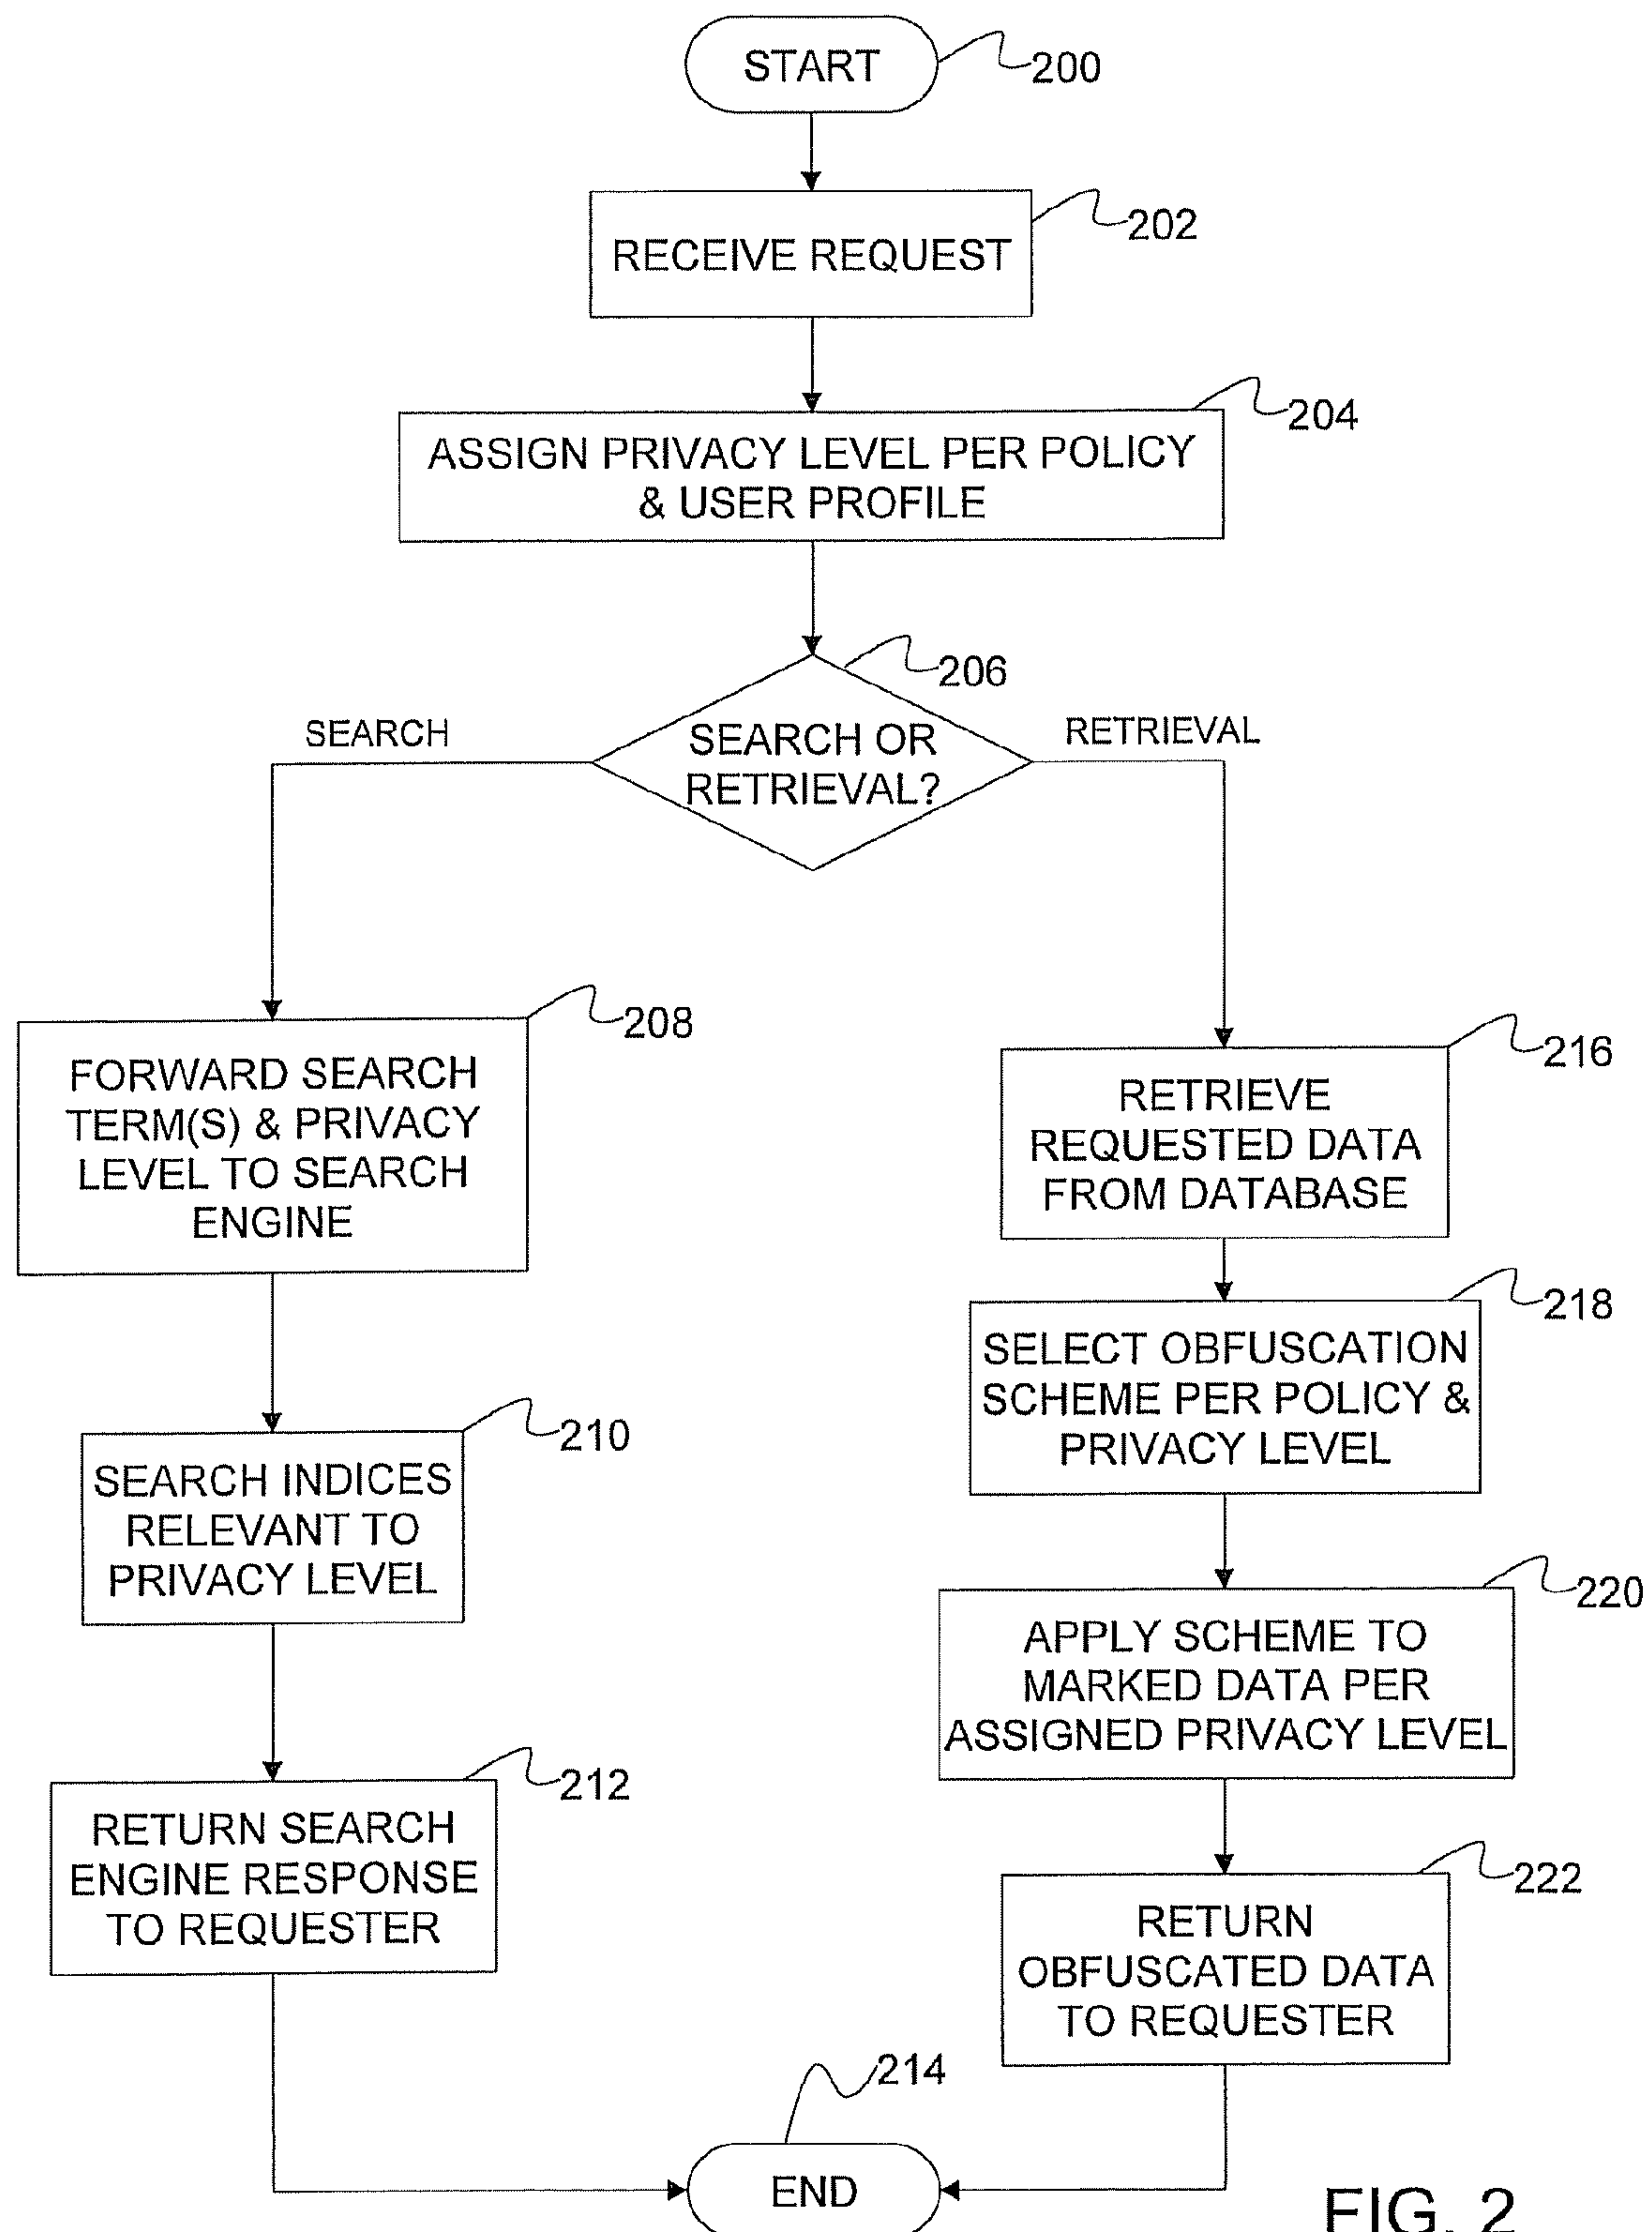 START
200
RECEIVE REQUEST
202
ASSIGN PRIVACY LEVEL PER POLICY
& USER PROFILE
204
206
SEARCH
SEARCH OR
RETRIEVAL?
RETRIEVAL
208
FORWARD SEARCH
TERM(S) & PRIVACY
LEVEL TO SEARCH
ENGINE
210
SEARCH INDICES
RELEVANT TO
PRIVACY LEVEL
212
RETURN SEARCH
ENGINE RESPONSE
TO REQUESTER
216
RETRIEVE
REQUESTED DATA
FROM DATABASE
218
SELECT OBFUSCATION
SCHEME PER POLICY &
PRIVACY LEVEL
220
APPLY SCHEME TO
MARKED DATA PER
ASSIGNED PRIVACY LEVEL
222
RETURN
OBFUSCATED DATA
TO REQUESTER
214
END
FIG. 2